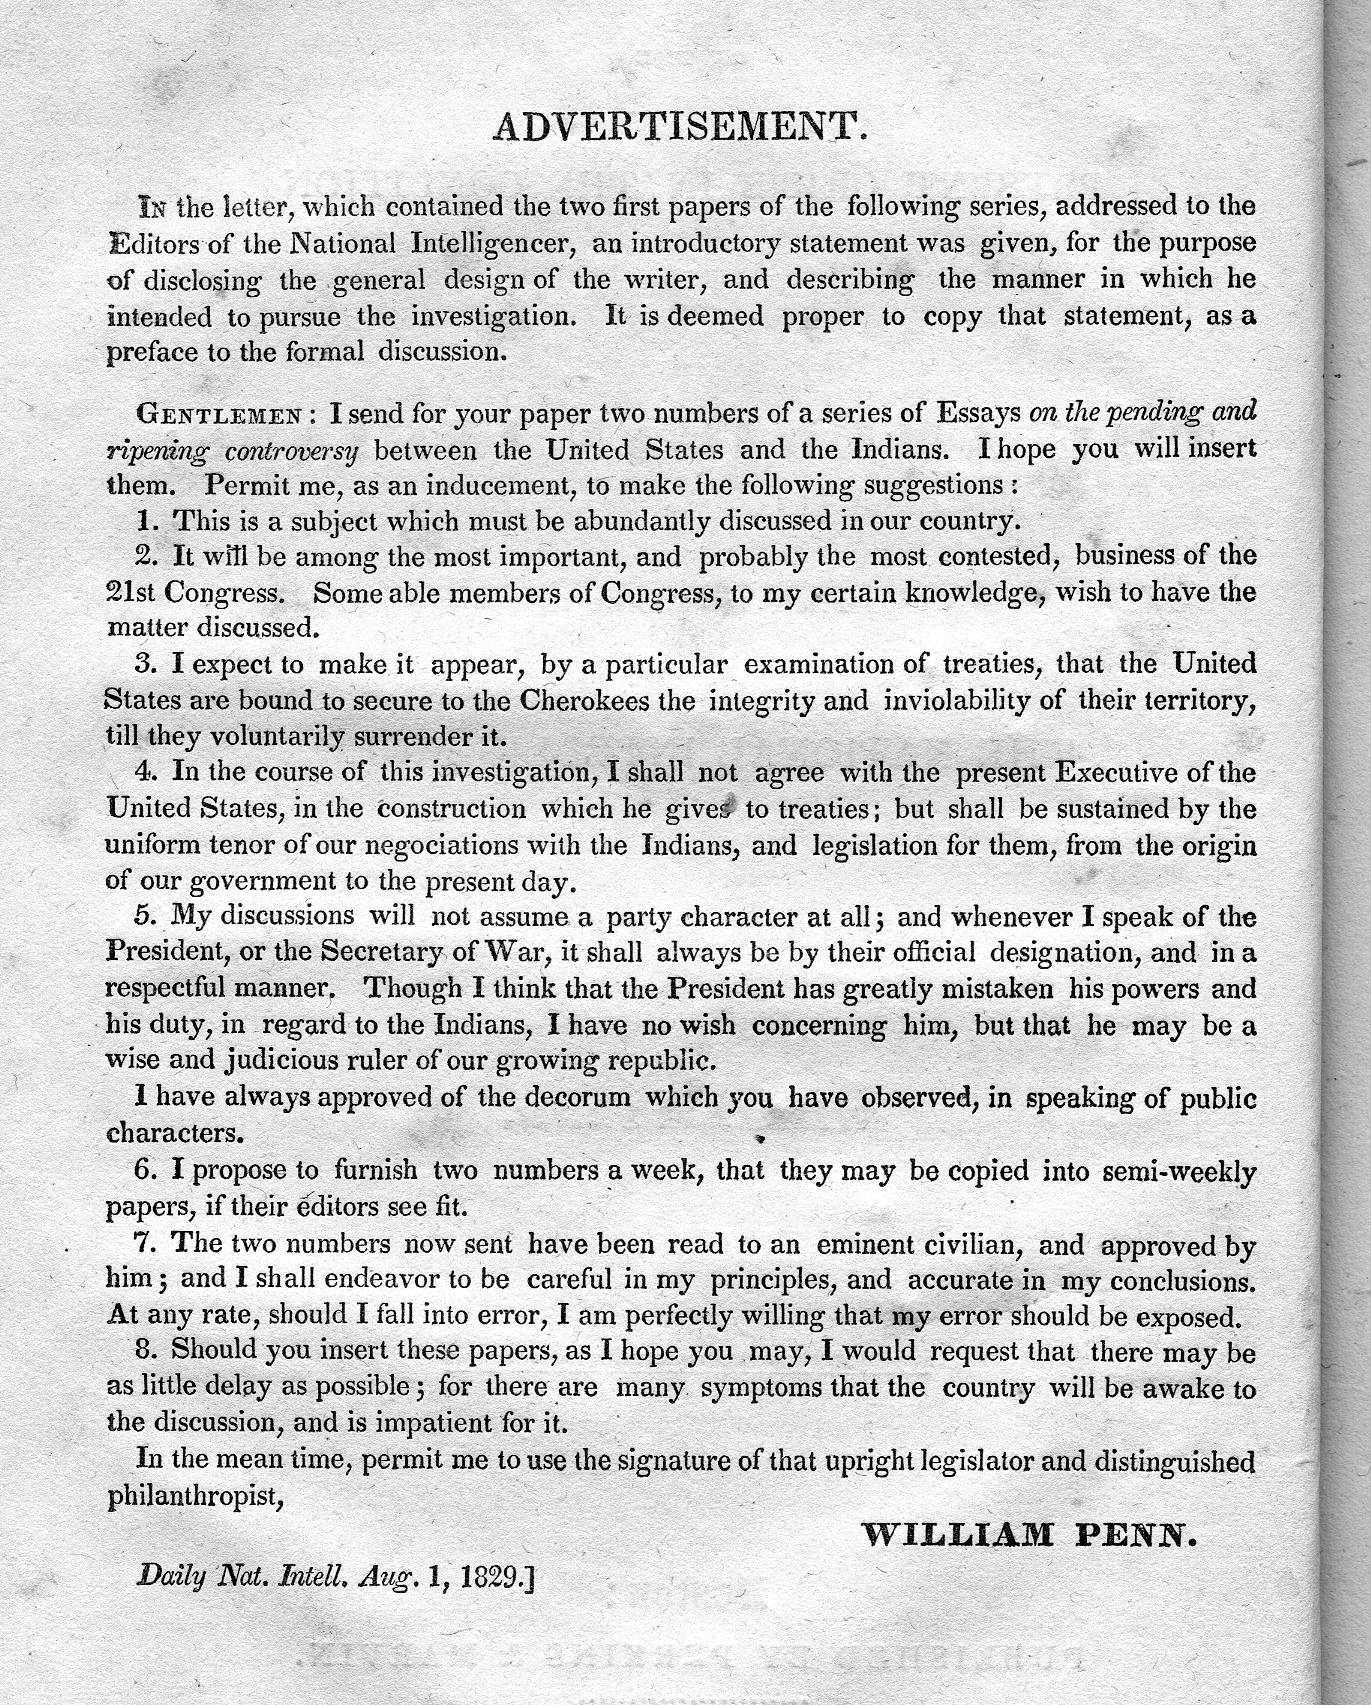 ADVERTISEMENT.
In the letter, which contained the two first papers of the following series, addressed to the
Editors of the National Intelligencer, an introductory statement was given, for the purpose
of disclosing the general design of the writer, and describing the manner in which he
intended to pursue the investigation. It is deemed proper to copy that statement, as a
preface to the formal discussion.
GENTLEMEN: I send for your paper two numbers of a series of Essays on the pending and
ripening controversy between the United States and the Indians. I hope you will insert
them. Permit me, as an inducement, to make the following suggestions:
1. This is a subject which must be abundantly discussed in our country.
2. It will be among the most important, and probably the most contested, business of the
21st Congress. Some able members of Congress, to my certain knowledge, wish to have the
matter discussed.
3. I expect to make it appear, by a particular examination of treaties, that the United
States are bound to secure to the Cherokees the integrity and inviolability of their territory,
till they voluntarily surrender it.
4. In the course of this investigation, I shall not agree with the present Executive of the
United States, in the construction which he gives to treaties; but shall be sustained by the
uniform tenor of our negociations with the Indians, and legislation for them, from the origin
of our government to the present day.
5. My discussions will not assume a party character at all; and whenever I speak of the
President, or the Secretary of War, it shall always be by their official designation, and in a
respectful manner. Though I think that the President has greatly mistaken his powers and
his duty, in regard to the Indians, I have no wish concerning him, but that he may be a
wise and judicious ruler of our growing republic.
I have always approved of the decorum which you have observed, in speaking of public
characters.
6. I propose to furnish two numbers a week, that they may be copied into semi-weekly
papers, if their editors see fit.
7. The two numbers now sent have been read to an eminent civilian, and approved by
him; and I shall endeavor to be careful in my principles, and accurate in my conclusions.
At any rate, should I fall into error, I am perfectly willing that my error should be exposed.
8. Should you insert these papers, as I hope you may, I would request that there may be
as little delay as possible; for there are many symptoms that the country will be awake to
the discussion, and is impatient for it.
In the mean time, permit me to use the signature of that upright legislator and distinguished
philanthropist,
WILLIAM PENN.
Daily Nat. Intell. Aug. 1, 1829.]